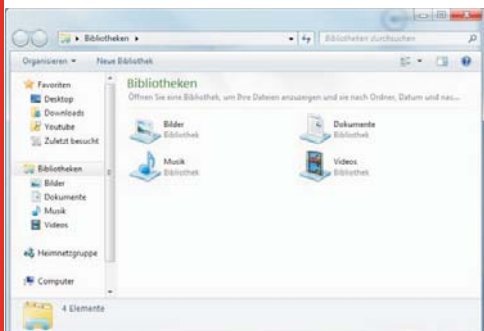 Bibliotheken
Bibliotheken durchsuchen
Organisieren
Neue Bibliothek
Favoriten
Desktop
Downloads
Youtube
Zuletzt besucht
Bibliotheken
Bilder
Dokumente
Musik
Videos
Heimnetzgruppe
Computer
Bibliotheken
Öffnen Sie eine Bibliothek, um Ihre Dateien anzuzeigen und sie nach Ordner, Datum und nas...
Bilder
Bibliothek
Dokumente
Bibliothek
Musik
Bibliothek
Videos
Bibliothek
4 Elemente